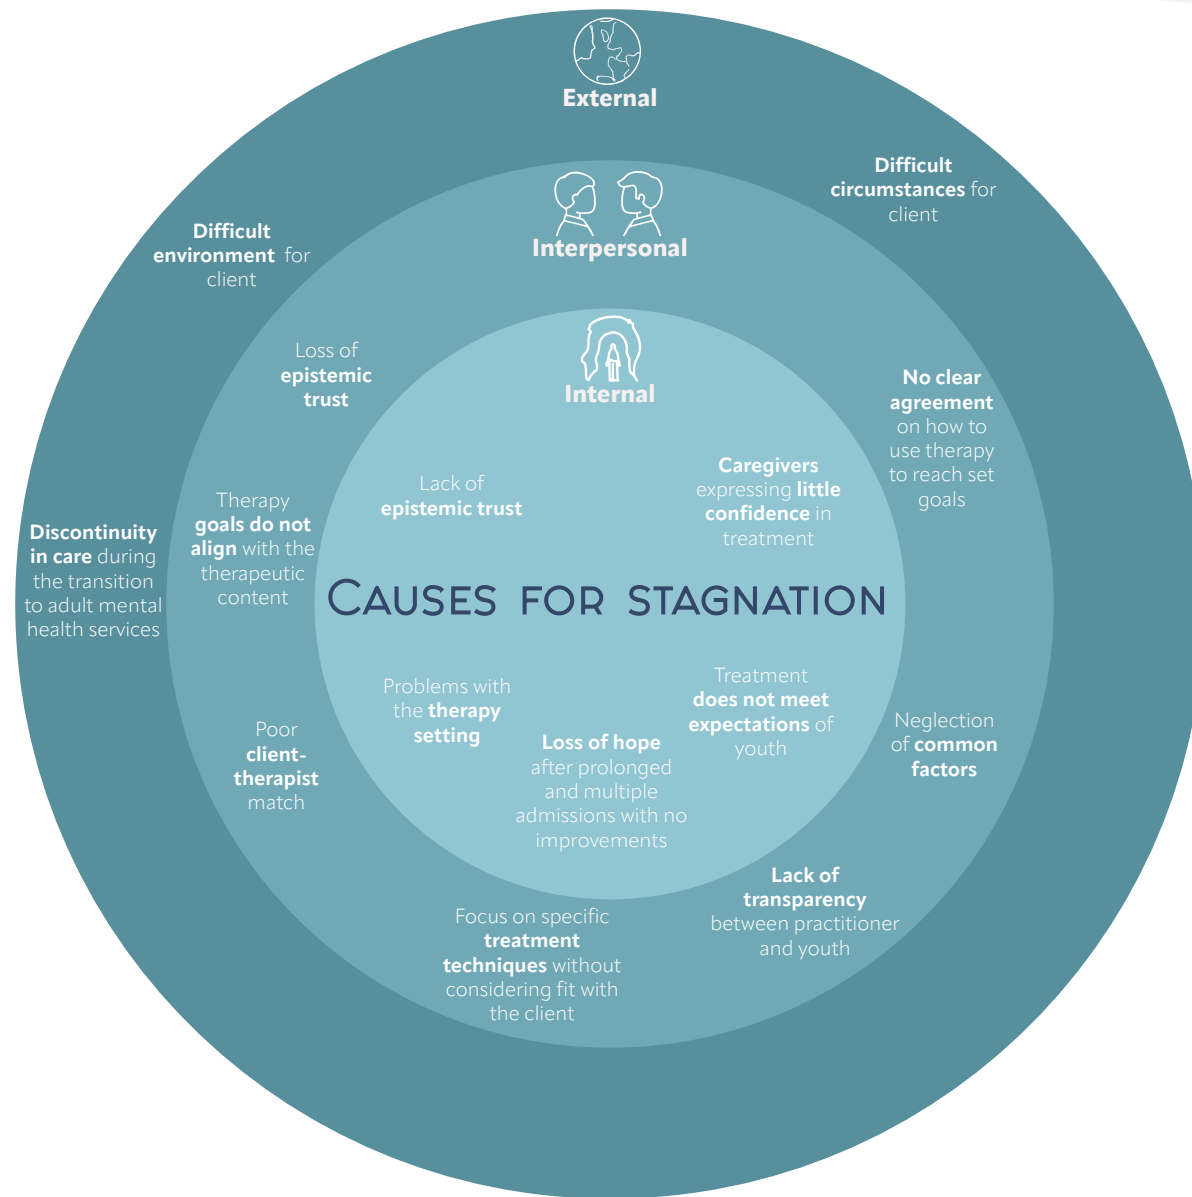 External
Difficult
circumstances for
client
Difficult
environment for
client
Discontinuity
in care during
the transition
to adult mental
health services
Interpersonal
Loss of
epistemic
trust
No clear
agreement
on how to
use therapy
to reach set
goals
Therapy
goals do not
align with the
therapeutic
content
Poor
client-
therapist
match
Neglection
of common
factors
Lack of
transparency
between practitioner
and youth
Focus on specific
treatment
techniques without
considering fit with
the client
Internal
Lack of
epistemic trust
Caregivers
expressing little
confidence in
treatment
CAUSES FOR STAGNATION
Problems with
the therapy
setting
Treatment
does not meet
expectations of
youth
Loss of hope
after prolonged
and multiple
admissions with no
improvements